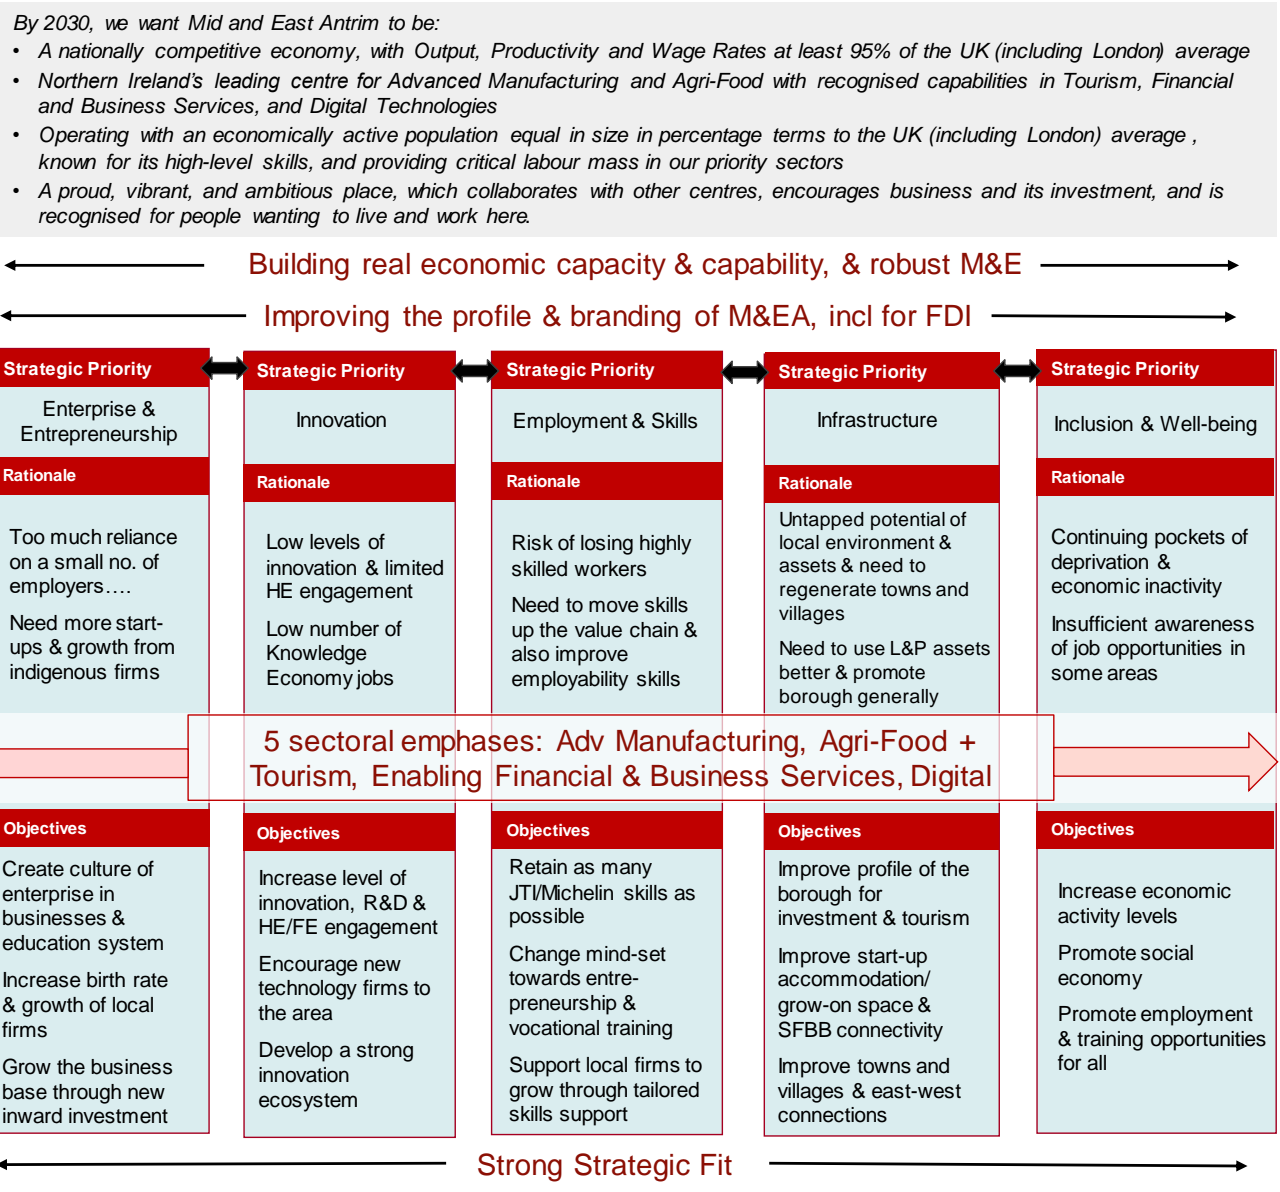 By 2030, we want Mid and East Antrim to be:
• A nationally competitive economy, with Output, Productivity and Wage Rates at least 95% of the UK (including London) average
• Northern Ireland's leading centre for Advanced Manufacturing and Agri-Food with recognised capabilities in Tourism, Financial
and Business Services, and Digital Technologies
• Operating with an economically active population equal in size in percentage terms to the UK (including London) average ,
known for its high-level skills, and providing critical labour mass in our priority sectors
• A proud, vibrant, and ambitious place, which collaborates with other centres, encourages business and its investment, and is
recognised for people wanting to live and work here.
Building real economic capacity & capability, & robust M&E
Improving the profile & branding of M&EA, incl for FDI
Strategic Priority
Enterprise &
Entrepreneurship
Rationale
Too much reliance
on a small no. of
employers….
Need more start-
ups & growth from
indigenous firms
Strategic Priority
Innovation
Rationale
Low levels of
innovation & limited
HE engagement
Low number of
Knowledge
Economy jobs
Strategic Priority
Employment & Skills
Rationale
Risk of losing highly
skilled workers
Need to move skills
up the value chain &
also improve
employability skills
Strategic Priority
Infrastructure
Rationale
Untapped potential of
local environment &
assets & need to
regenerate towns and
villages
Need to use L&P assets
better & promote
borough generally
Strategic Priority
Inclusion & Well-being
Rationale
Continuing pockets of
deprivation &
economic inactivity
Insufficient awareness
of job opportunities in
some areas
5 sectoral emphases: Adv Manufacturing, Agri-Food +
Tourism, Enabling Financial & Business Services, Digital
Objectives
Create culture of
enterprise in
businesses &
education system
Increase birth rate
& growth of local
firms
Grow the business
base through new
inward investment
Objectives
Increase level of
innovation, R&D &
HE/FE engagement
Encourage new
technology firms to
the area
Develop a strong
innovation
ecosystem
Objectives
Retain as many
JTI/Michelin skills as
possible
Change mind-set
towards entre-
preneurship &
vocational training
Support local firms to
grow through tailored
skills support
Objectives
Improve profile of the
borough for
investment & tourism
Improve start-up
accommodation/
grow-on space &
SFBB connectivity
Improve towns and
villages & east-west
connections
Objectives
Increase economic
activity levels
Promote social
economy
Promote employment
& training opportunities
for all
Strong Strategic Fit